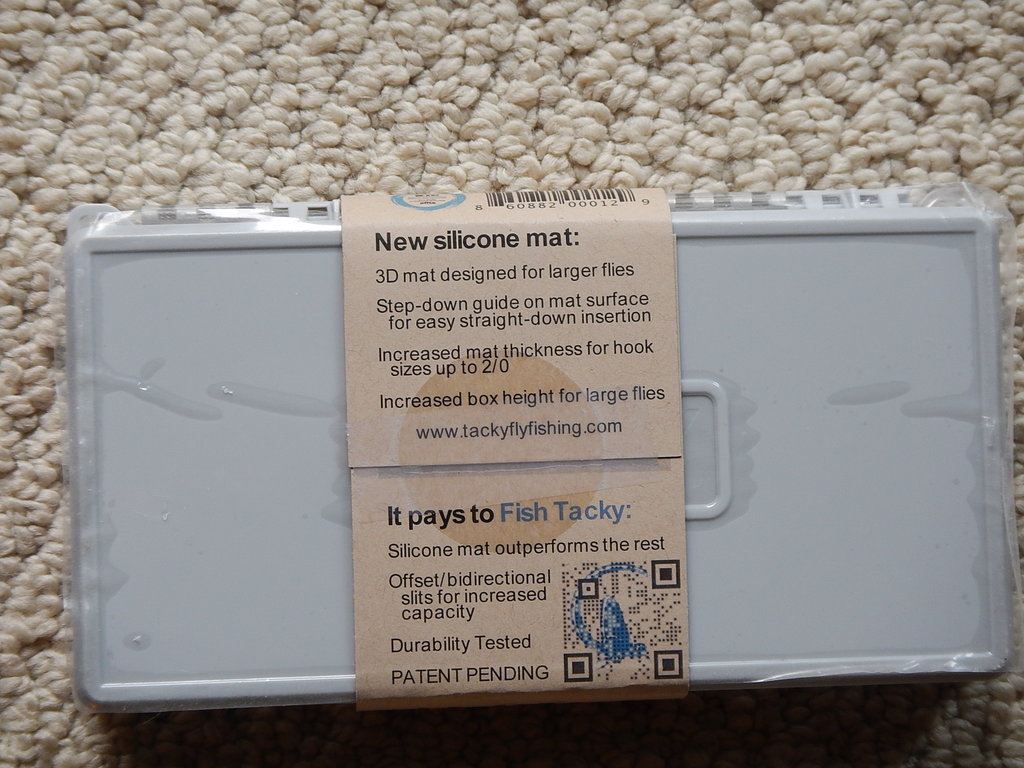 8 60882 00012 9
New silicone mat:
3D mat designed for larger flies
Step-down guide on mat surface
for easy straight-down insertion
Increased mat thickness for hook
sizes up to 2/0
Increased box height for large flies
www.tackyflyfishing.com
It pays to Fish Tacky:
Silicone mat outperforms the rest
Offset/bidirectional
slits for increased
capacity
Durability Tested
PATENT PENDING